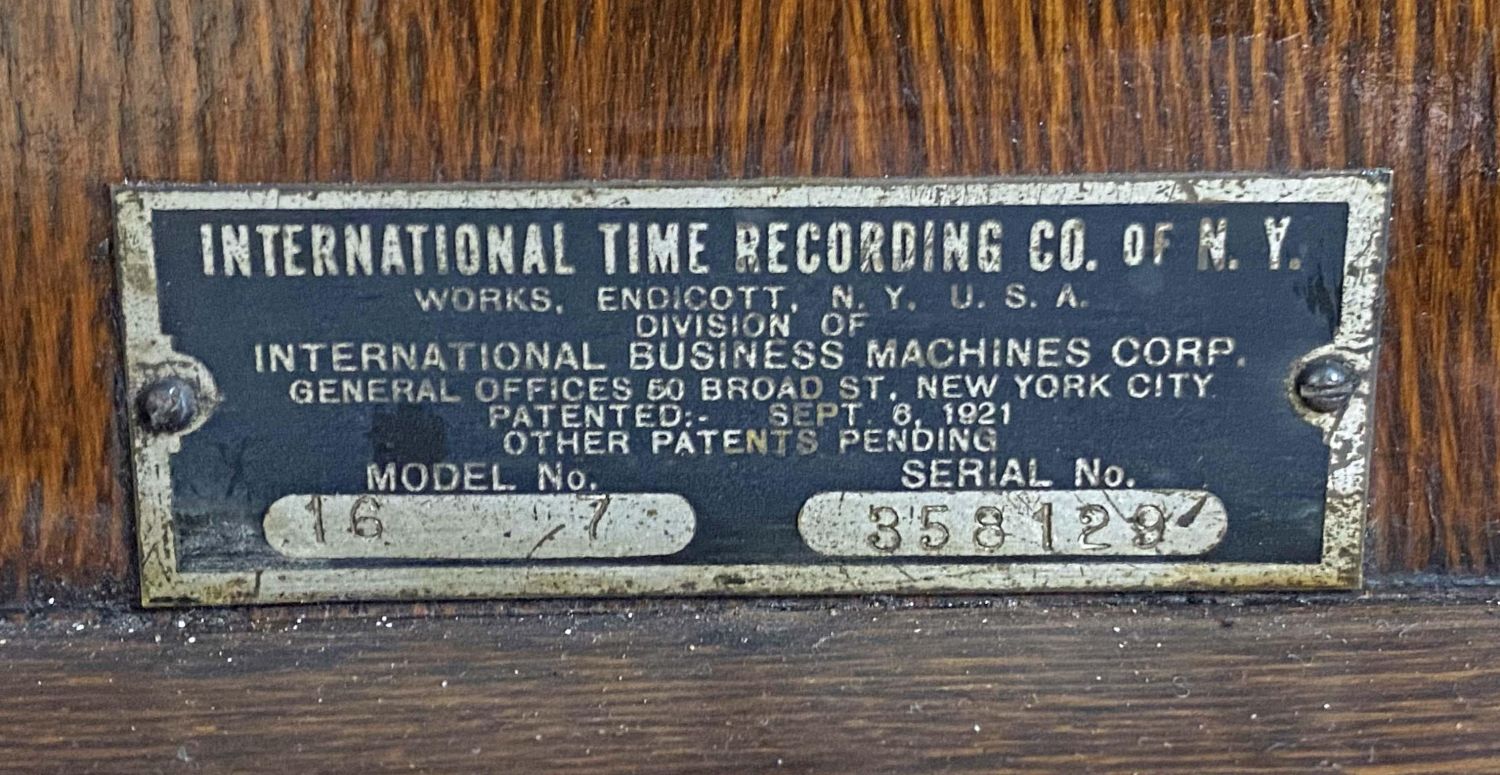 INTERNATIONAL TIME RECORDING CO. OF N. Y.
WORKS, ENDICOTT, N. Y. U. S. A.
DIVISION OF
INTERNATIONAL BUSINESS MACHINES CORP.
GENERAL OFFICES 50 BROAD ST. NEW YORK CITY
PATENTED:- SEPT. 6, 1921
OTHER PATENTS PENDING
MODEL No. SERIAL No.
16 7 358129